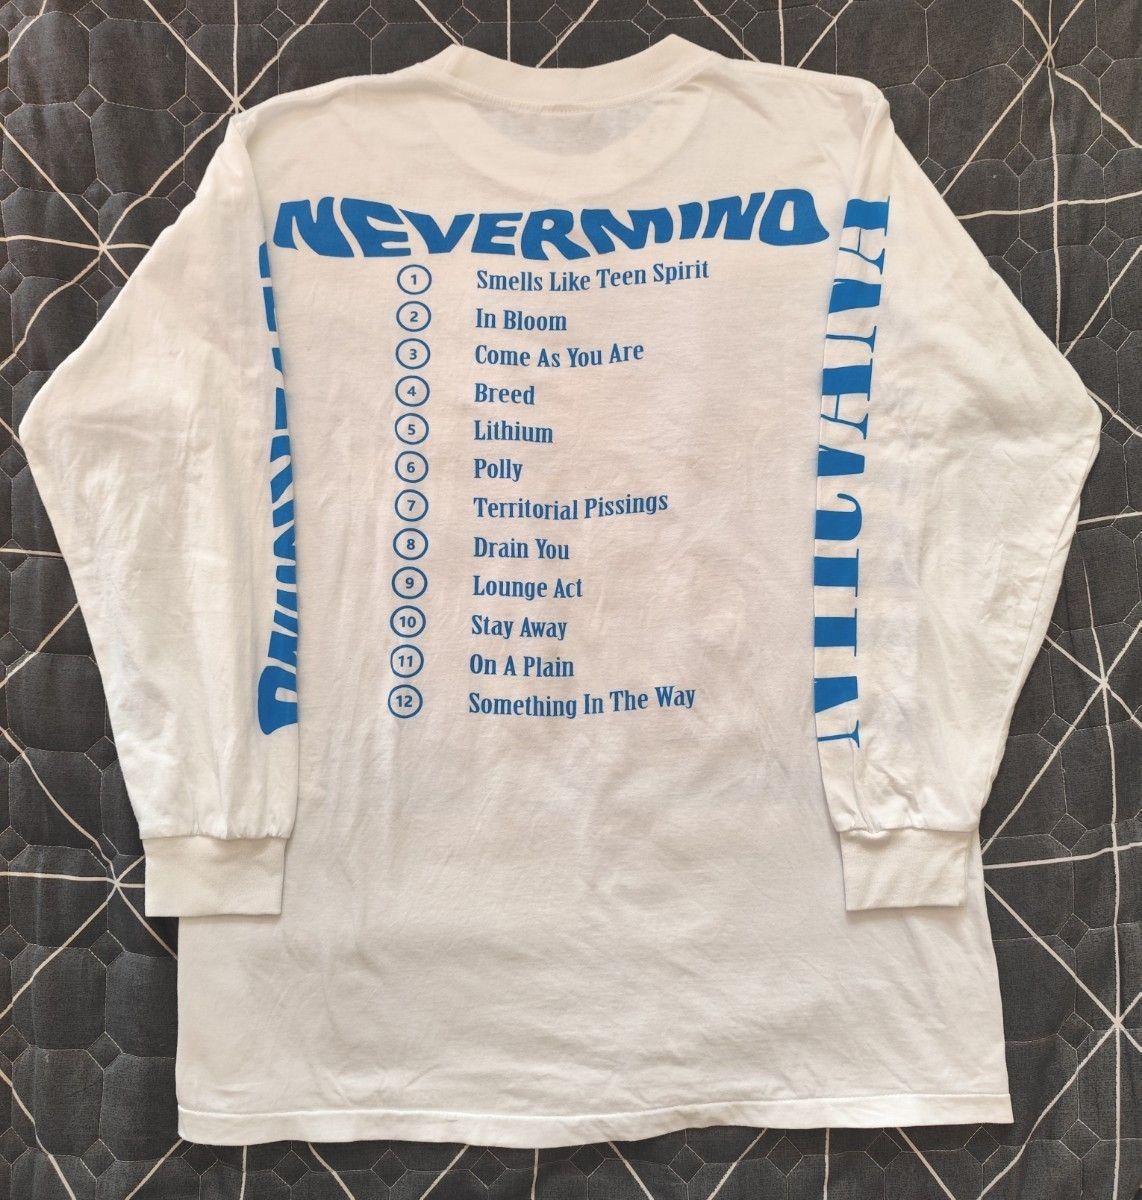 NEVERMIND
1 Smells Like Teen Spirit
2 In Bloom
3 Come As You Are
4 Breed
5 Lithium
6 Polly
7 Territorial Pissings
8 Drain You
9 Lounge Act
10 Stay Away
11 On A Plain
12 Something In The Way
NIRVANA